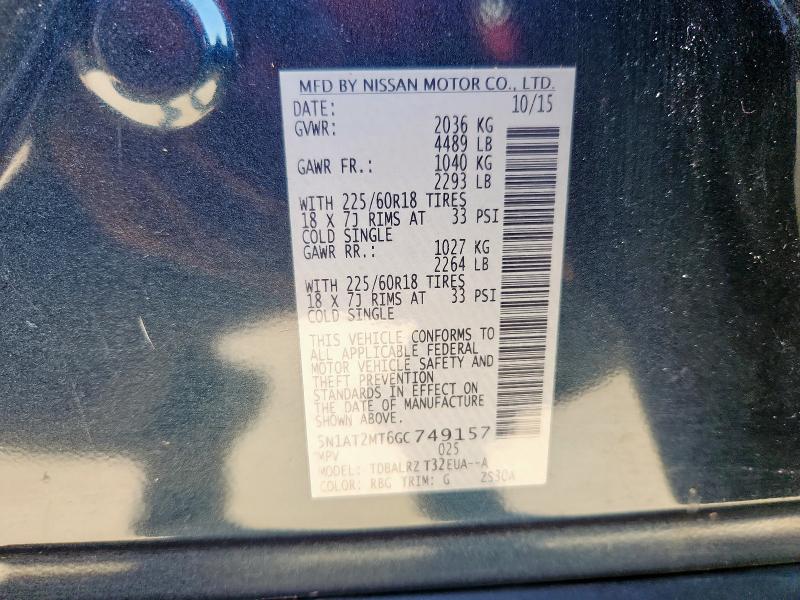 MFD BY NISSAN MOTOR CO., LTD.
DATE: 10/15
GVWR: 2036 KG
4489 LB
GAWR FR.: 1040 KG
2293 LB
WITH 225/60R18 TIRES
18 X 7J RIMS AT 33 PSI
COLD SINGLE
GAWR RR.: 1027 KG
2264 LB
WITH 225/60R18 TIRES
18 X 7J RIMS AT 33 PSI
COLD SINGLE
THIS VEHICLE CONFORMS TO
ALL APPLICABLE FEDERAL
MOTOR VEHICLE SAFETY AND
THEFT PREVENTION
STANDARDS IN EFFECT ON
THE DATE OF MANUFACTURE
SHOWN ABOVE.
5N1AT2MT6GC749157
MPV 025
MODEL: TDBALRZ T32EUA--A
COLOR: RBG TRIM: G ZS30A